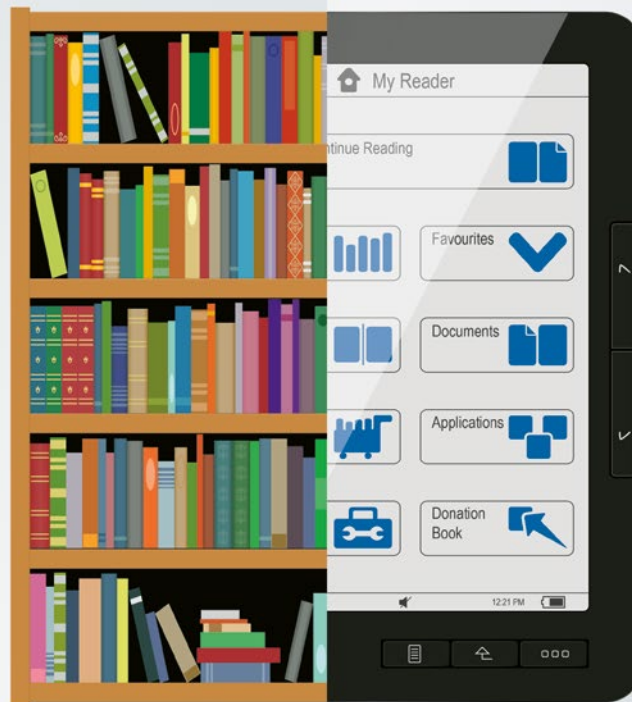 My Reader
ntinue Reading
Favourites
Documents
Applications
Donation
Book
12:21 PM